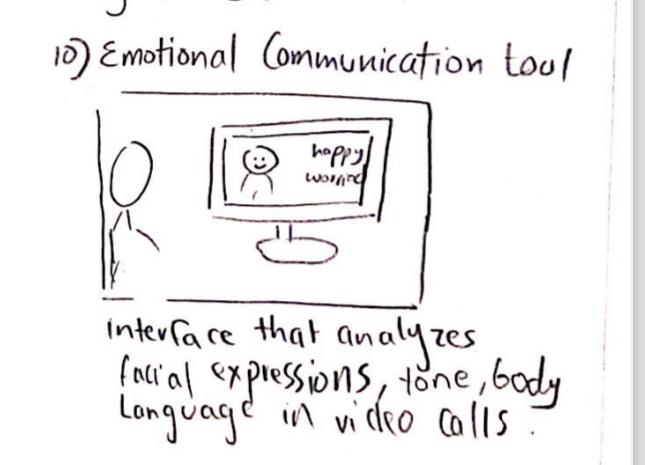 10) Emotional Communication tool
happy
worried
interface that analyzes
facial expressions, tone, body
Language in video calls.